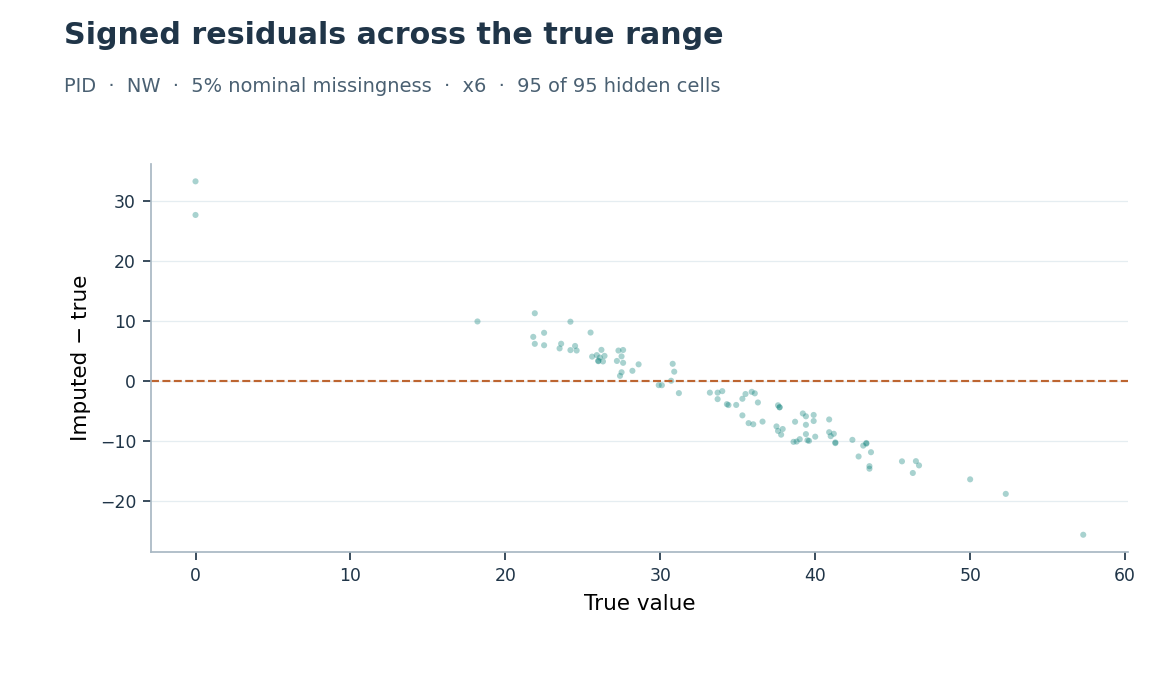 Signed residuals across the true range
PID · NW · 5% nominal missingness · x6 · 95 of 95 hidden cells
Imputed − true
30
20
10
0
−10
−20
0 10 20 30 40 50 60
True value